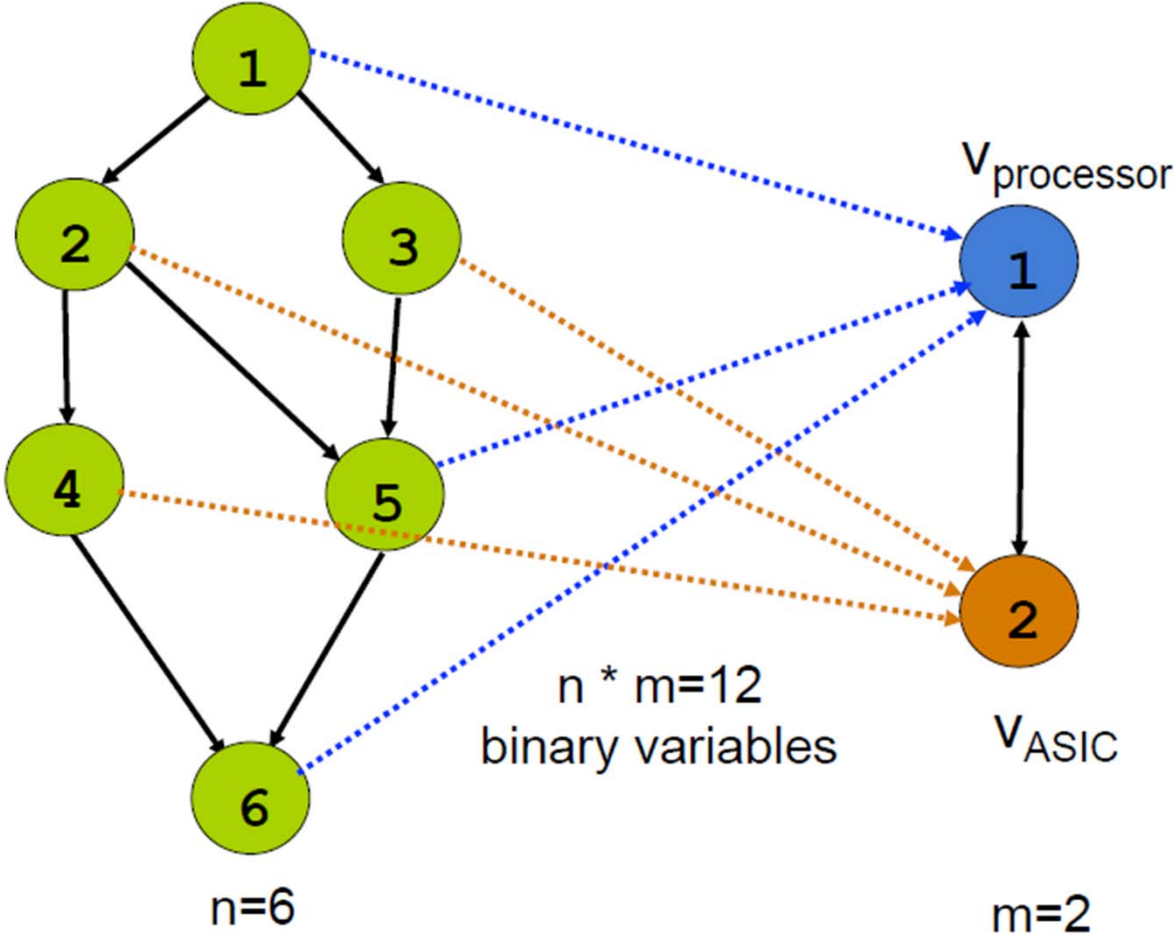 1
V processor
2
3
1
4
5
2
n * m=12
binary variables
V ASIC
6
n=6
m=2